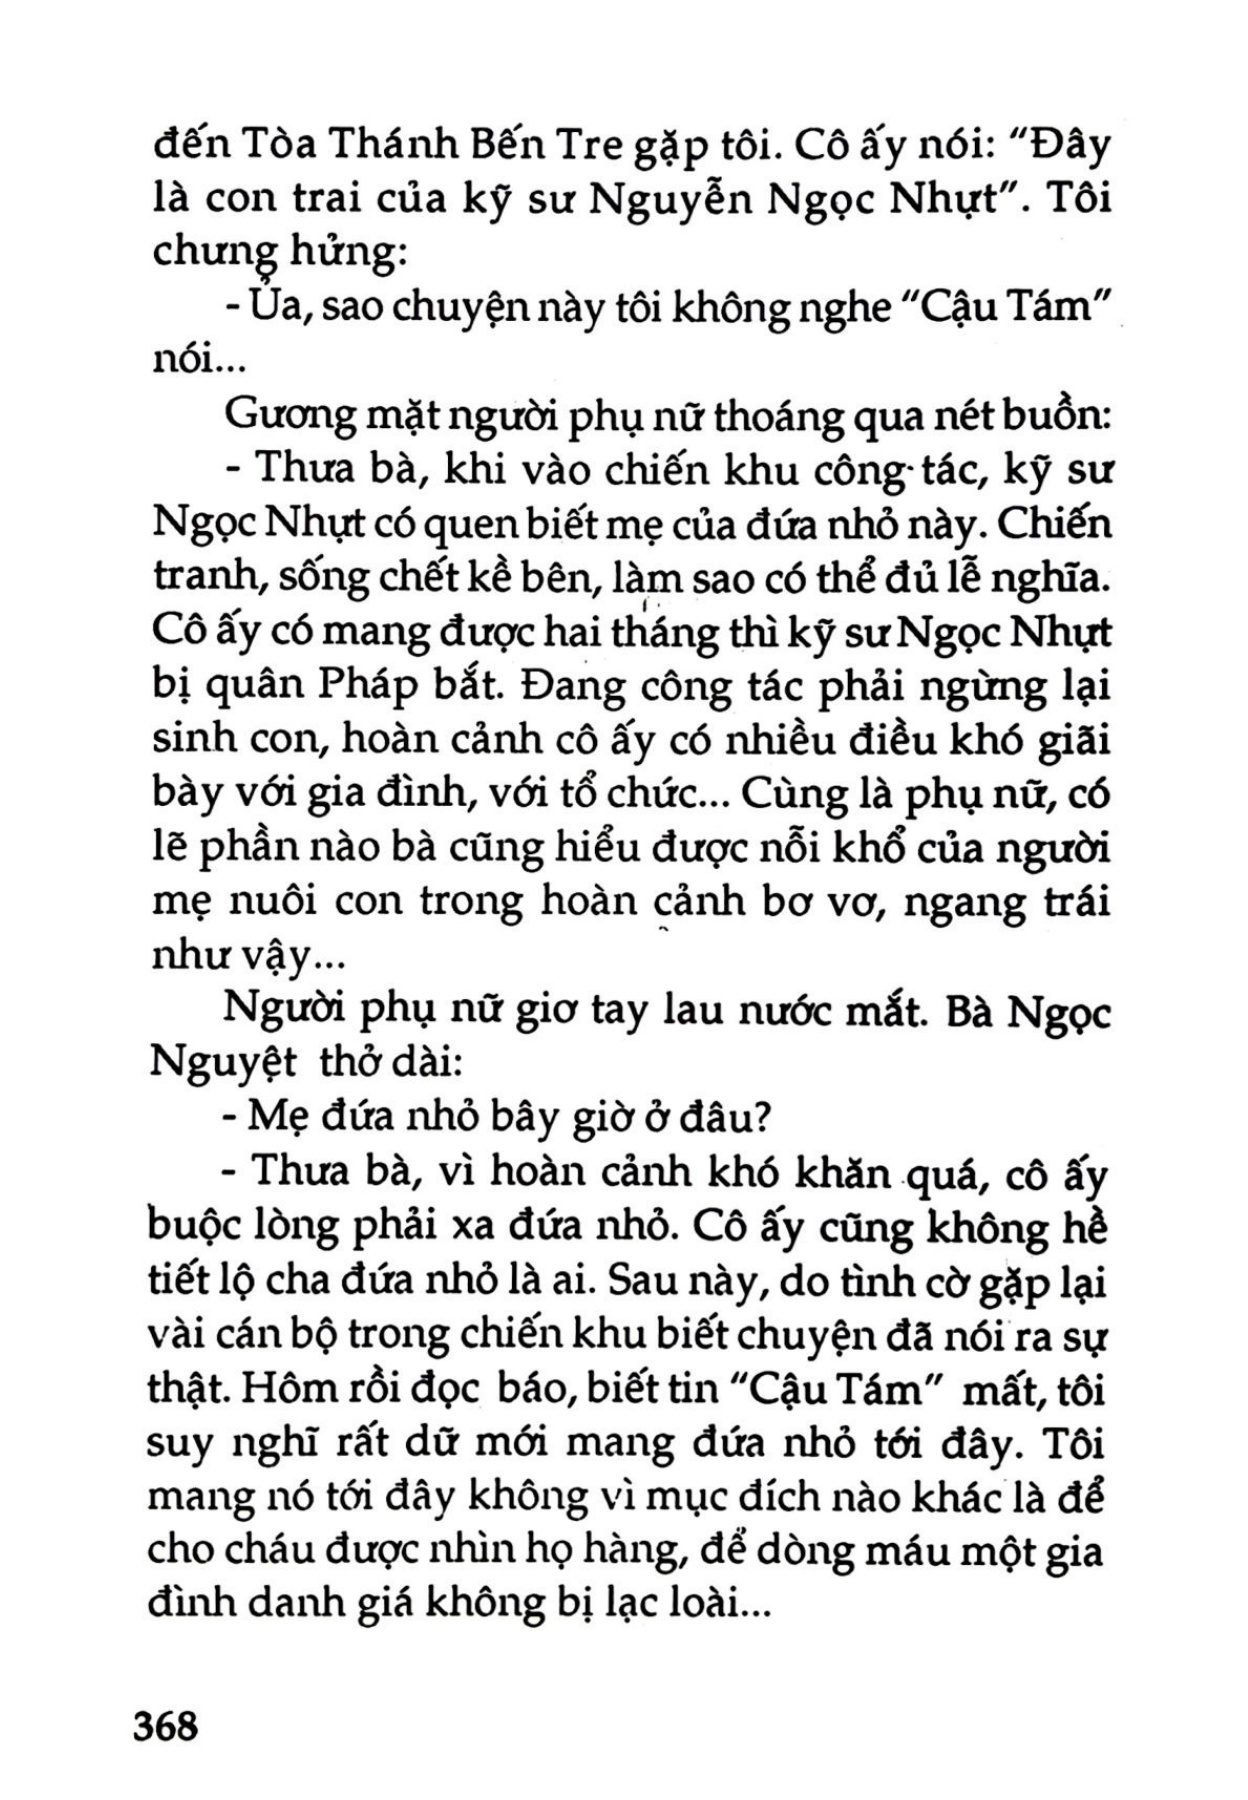 đến Tòa Thánh Bến Tre gặp tôi. Cô ấy nói: "Đây
là con trai của kỹ sư Nguyễn Ngọc Nhựt". Tôi
chưng hửng:
- Ủa, sao chuyện này tôi không nghe "Cậu Tám"
nói...
Gương mặt người phụ nữ thoáng qua nét buồn:
- Thưa bà, khi vào chiến khu công tác, kỹ sư
Ngọc Nhựt có quen biết mẹ của đứa nhỏ này. Chiến
tranh, sống chết kề bên, làm sao có thể đủ lễ nghĩa.
Cô ấy có mang được hai tháng thì kỹ sư Ngọc Nhựt
bị quân Pháp bắt. Đang công tác phải ngừng lại
sinh con, hoàn cảnh cô ấy có nhiều điều khó giãi
bày với gia đình, với tổ chức... Cùng là phụ nữ, có
lẽ phần nào bà cũng hiểu được nỗi khổ của người
mẹ nuôi con trong hoàn cảnh bơ vơ, ngang trái
như vậy...
Người phụ nữ giơ tay lau nước mắt. Bà Ngọc
Nguyệt thở dài:
- Mẹ đứa nhỏ bây giờ ở đâu?
- Thưa bà, vì hoàn cảnh khó khăn quá, cô ấy
buộc lòng phải xa đứa nhỏ. Cô ấy cũng không hề
tiết lộ cha đứa nhỏ là ai. Sau này, do tình cờ gặp lại
vài cán bộ trong chiến khu biết chuyện đã nói ra sự
thật. Hôm rồi đọc báo, biết tin "Cậu Tám" mất, tôi
suy nghĩ rất dữ mới mang đứa nhỏ tới đây. Tôi
mang nó tới đây không vì mục đích nào khác là để
cho cháu được nhìn họ hàng, để dòng máu một gia
đình danh giá không bị lạc loài...
368